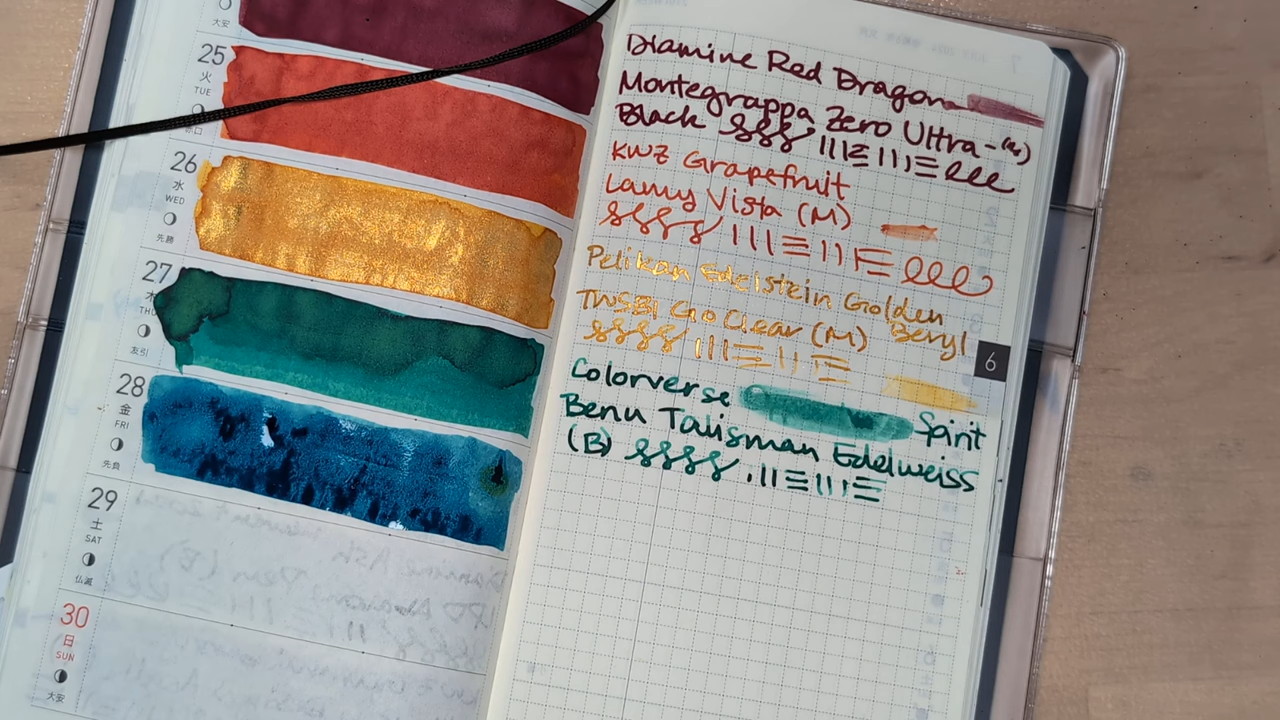 大安
25
火
TUE
26
水
WED
先勝
27
木
THU
友引
28
金
FRI
先負
29
土
SAT
仏滅
30
日
SUN
大安
Diamine Red Dragon
Montegrappa Zero Ultra-(M)
Black
KWZ Grapefruit
Lamy Vista (M)
Pelikan Edelstein Golden
Beryl
TWSBI Go Clear (M)
Colorverse Spirit
Benu Talisman Edelweiss
(B)
6